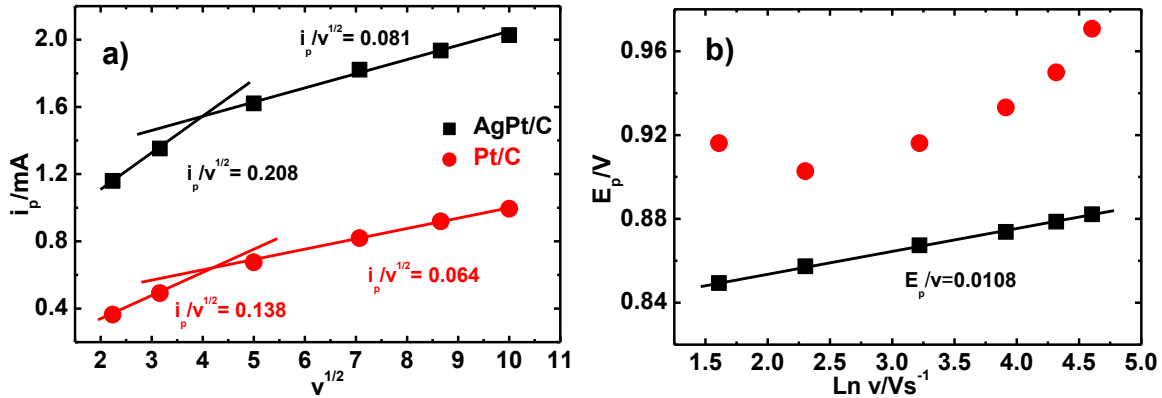 a)
i_p/v^{1/2}= 0.081
AgPt/C
Pt/C
i_p/v^{1/2}= 0.208
i_p/v^{1/2}= 0.064
i_p/v^{1/2}= 0.138
i_p/mA
2.0
1.6
1.2
0.8
0.4
2 3 4 5 6 7 8 9 10 11
v^{1/2}
b)
E_p/V
0.96
0.92
0.88
0.84
E_p/v=0.0108
1.5 2.0 2.5 3.0 3.5 4.0 4.5 5.0
Ln v/Vs^{-1}